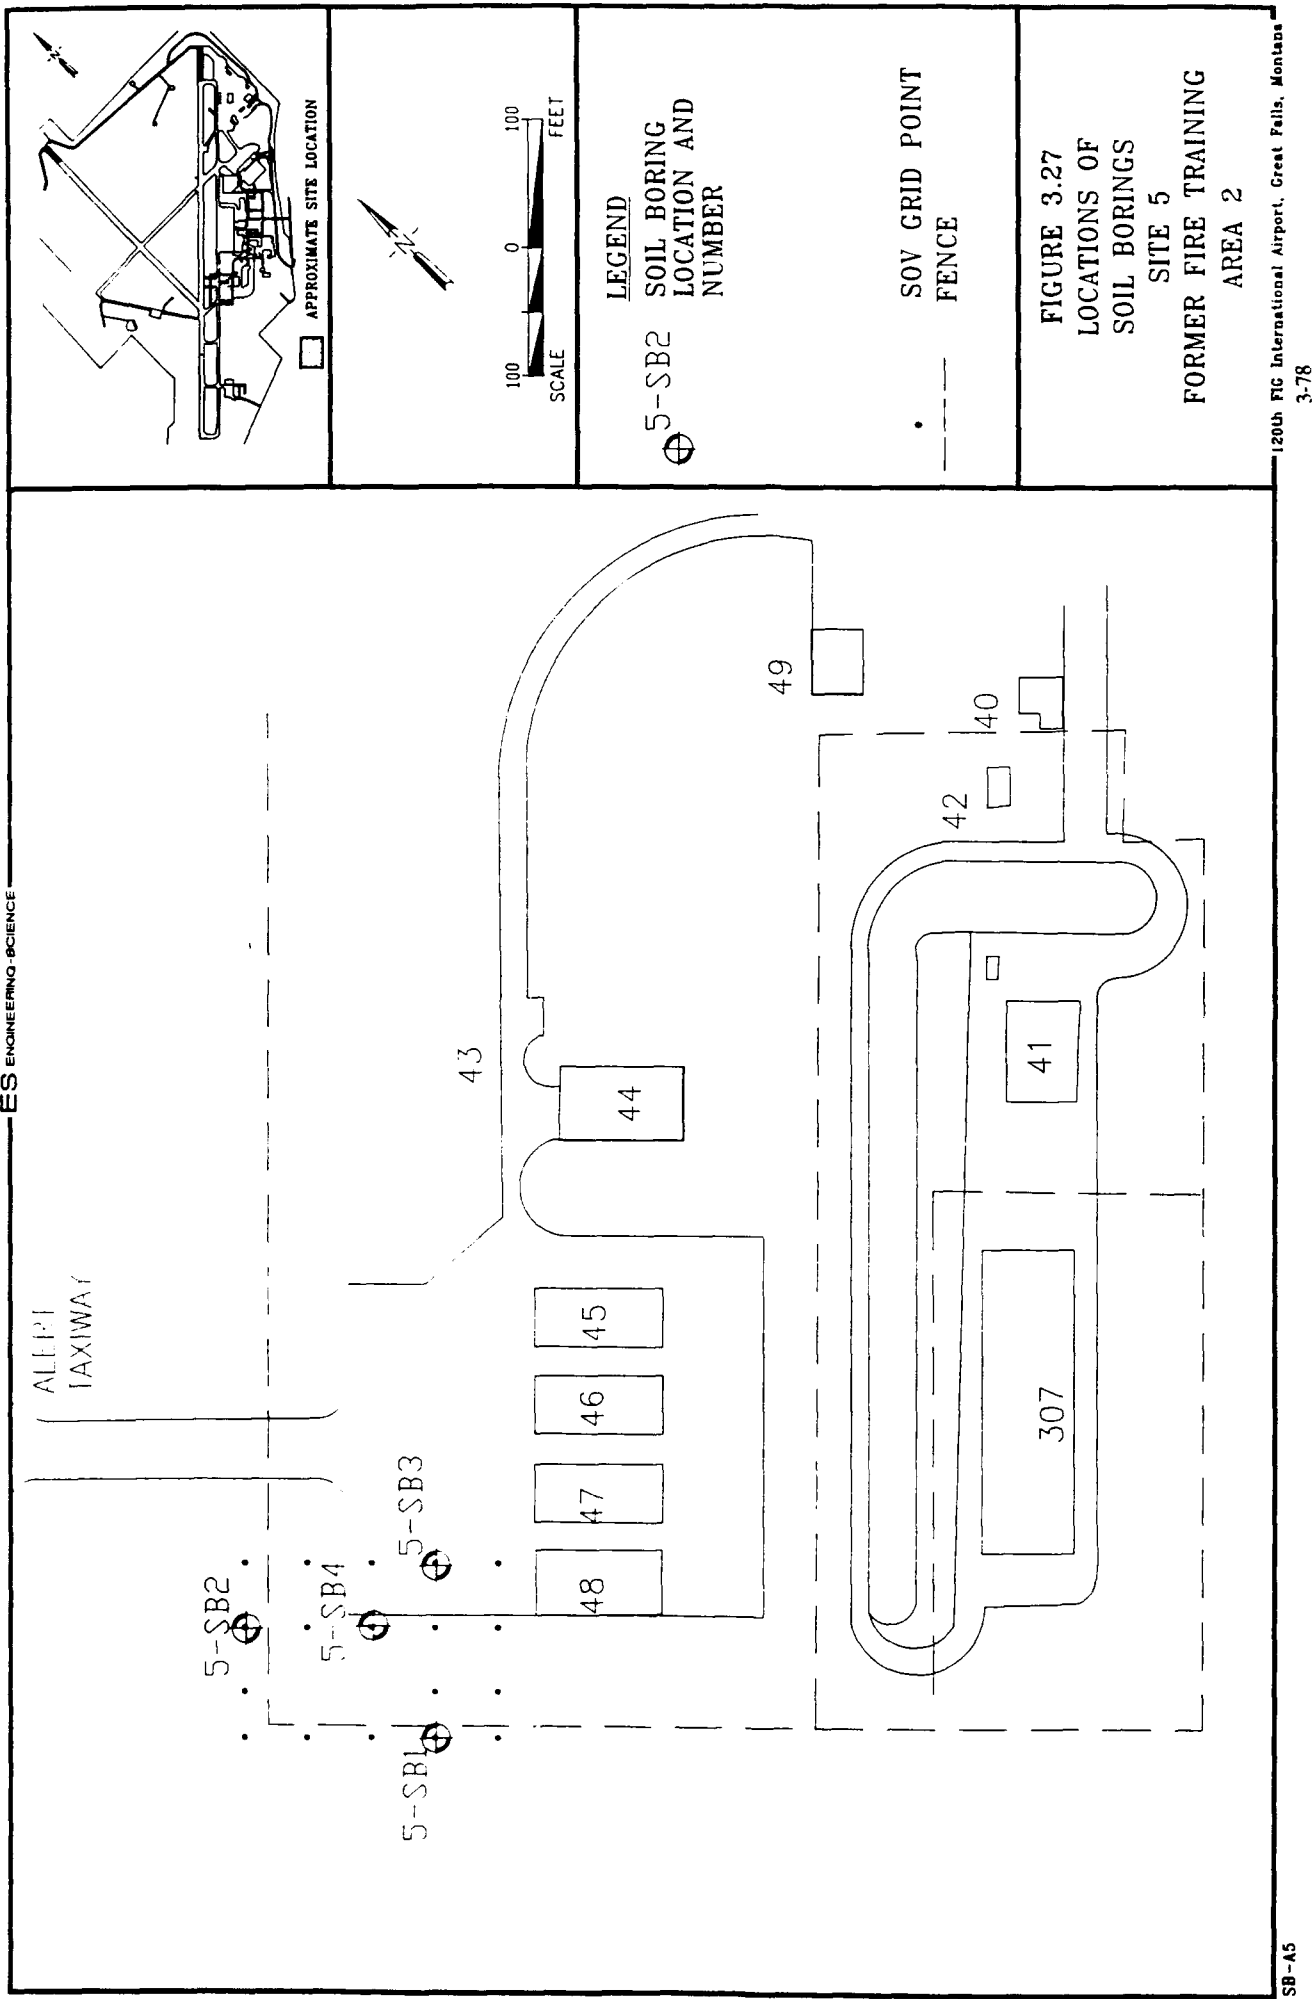 ES ENGINEERING-SCIENCE
ALERT
TAXIWAY
5-SB2
5-SB4
5-SB3
5-SB1
43
44
45
46
47
48
49
40
42
41
307
N
APPROXIMATE SITE LOCATION
N
100 0 100
SCALE FEET
LEGEND
5-SB2 SOIL BORING
LOCATION AND
NUMBER
SOV GRID POINT
FENCE
FIGURE 3.27
LOCATIONS OF
SOIL BORINGS
SITE 5
FORMER FIRE TRAINING
AREA 2
SB-A5
120th FIG International Airport, Great Falls, Montana
3-78